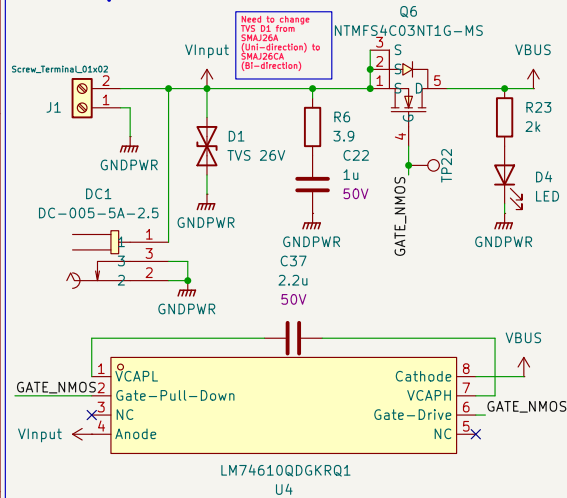 Q6
NTMFS4C03NT1G-MS
Need to change
TVS D1 from
SMAJ26A
(Uni-direction) to
SMAJ26CA
(Bi-direction)
VInput
VBUS
Screw_Terminal_01x02
J1
2
1
3 S
2 S
1 S D 5
G
4
R6
3.9
R23
2k
D1
TVS 26V
C22
1u
50V
TP22
D4
LED
GNDPWR
GATE_NMOS
DC1
DC-005-5A-2.5
GNDPWR
GNDPWR
GNDPWR
1 1
3 3
2 2
C37
2.2u
50V
GNDPWR
VBUS
1 VCAPL
Cathode 8
GATE_NMOS 2 Gate-Pull-Down
VCAPH 7
3 NC
Gate-Drive 6 GATE_NMOS
VInput 4 Anode
NC 5
LM74610QDGKRQ1
U4